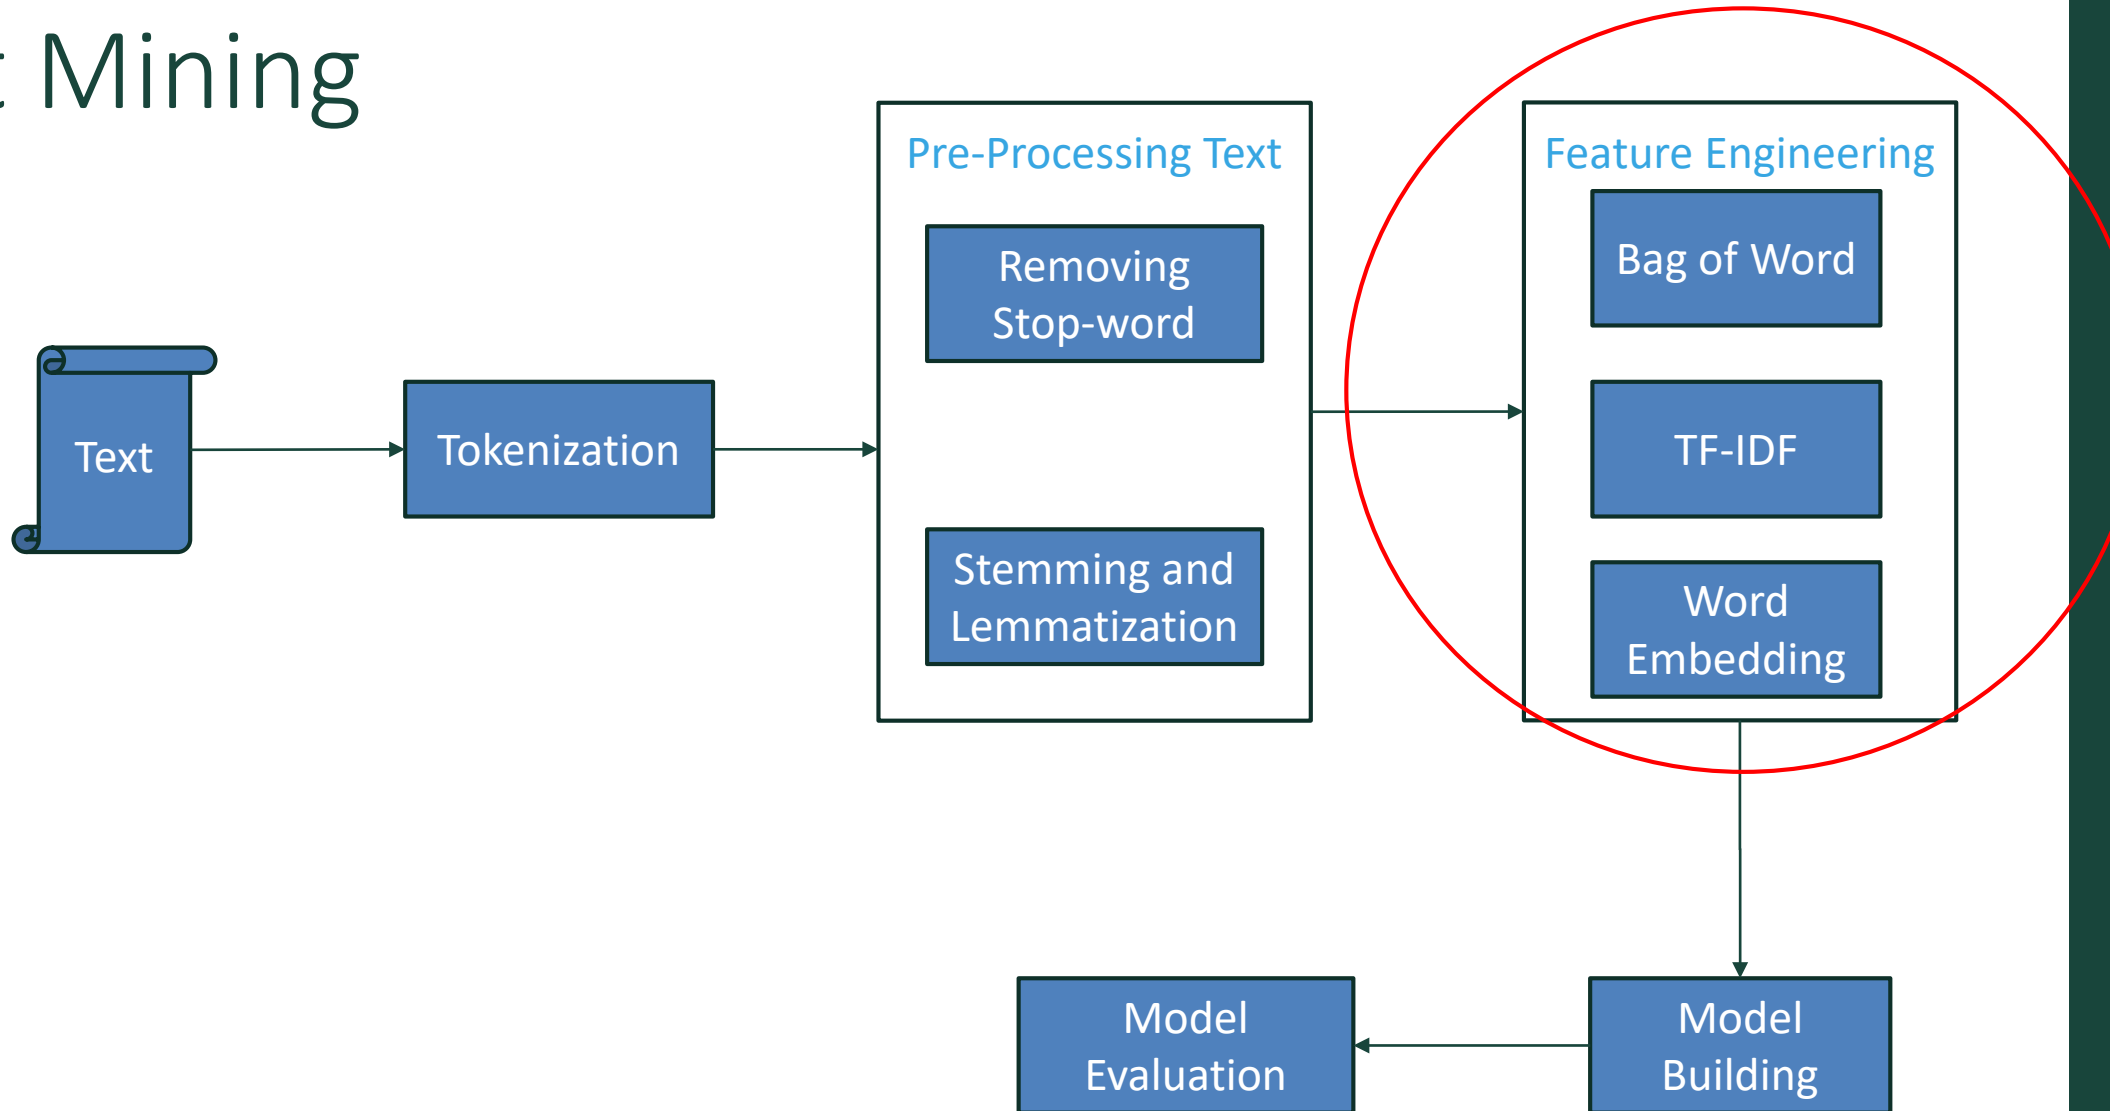 t Mining
Pre-Processing Text
Feature Engineering
Removing
Stop-word
Bag of Word
Text
Tokenization
TF-IDF
Stemming and
Lemmatization
Word
Embedding
Model
Evaluation
Model
Building